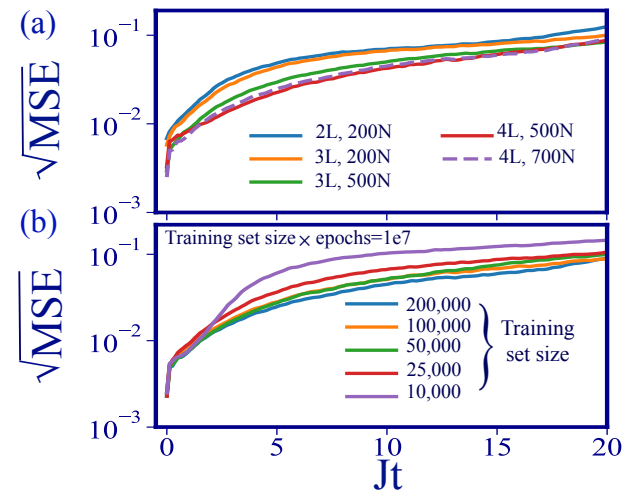 (a)
√MSE
10⁻¹
10⁻²
10⁻³
2L, 200N
3L, 200N
3L, 500N
4L, 500N
4L, 700N
(b)
√MSE
10⁻¹
10⁻²
10⁻³
Training set size × epochs=1e7
200,000
100,000
50,000
25,000
10,000
Training
set size
0 5 10 15 20
Jt